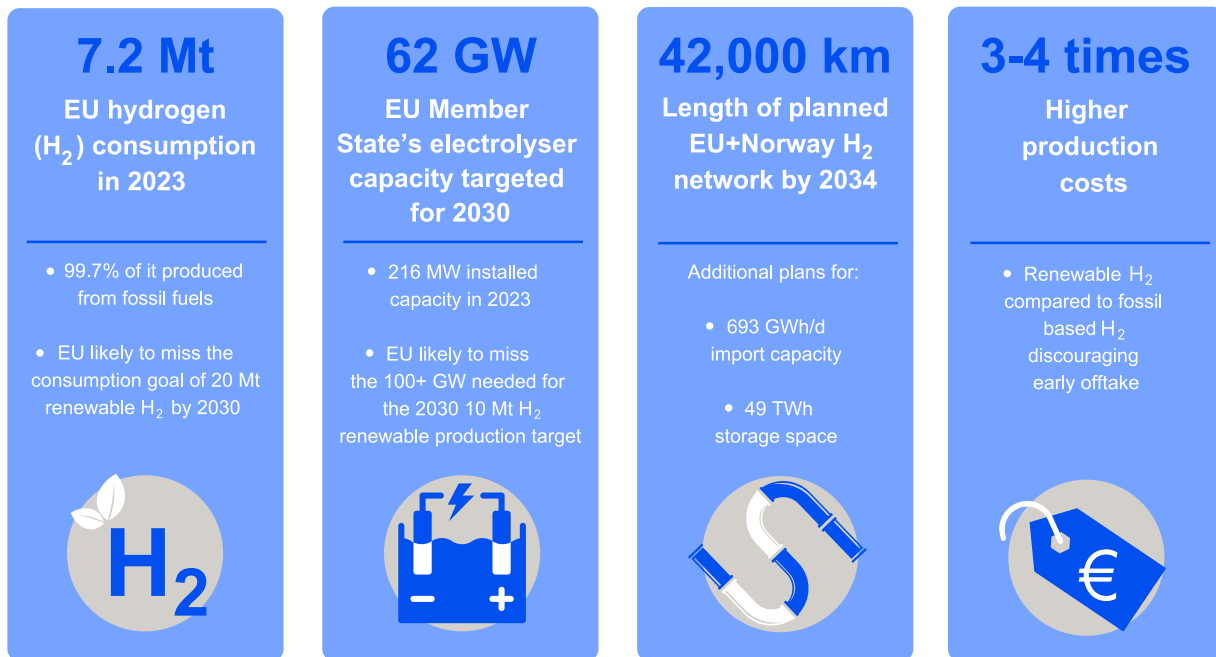 7.2 Mt
EU hydrogen
(H₂) consumption
in 2023
• 99.7% of it produced
from fossil fuels
• EU likely to miss the
consumption goal of 20 Mt
renewable H₂ by 2030
H₂
62 GW
EU Member
State's electrolyser
capacity targeted
for 2030
• 216 MW installed
capacity in 2023
• EU likely to miss
the 100+ GW needed for
the 2030 10 Mt H₂
renewable production target
− +
42,000 km
Length of planned
EU+Norway H₂
network by 2034
Additional plans for:
• 693 GWh/d
import capacity
• 49 TWh
storage space
3-4 times
Higher
production
costs
• Renewable H₂
compared to fossil
based H₂
discouraging
early offtake
€